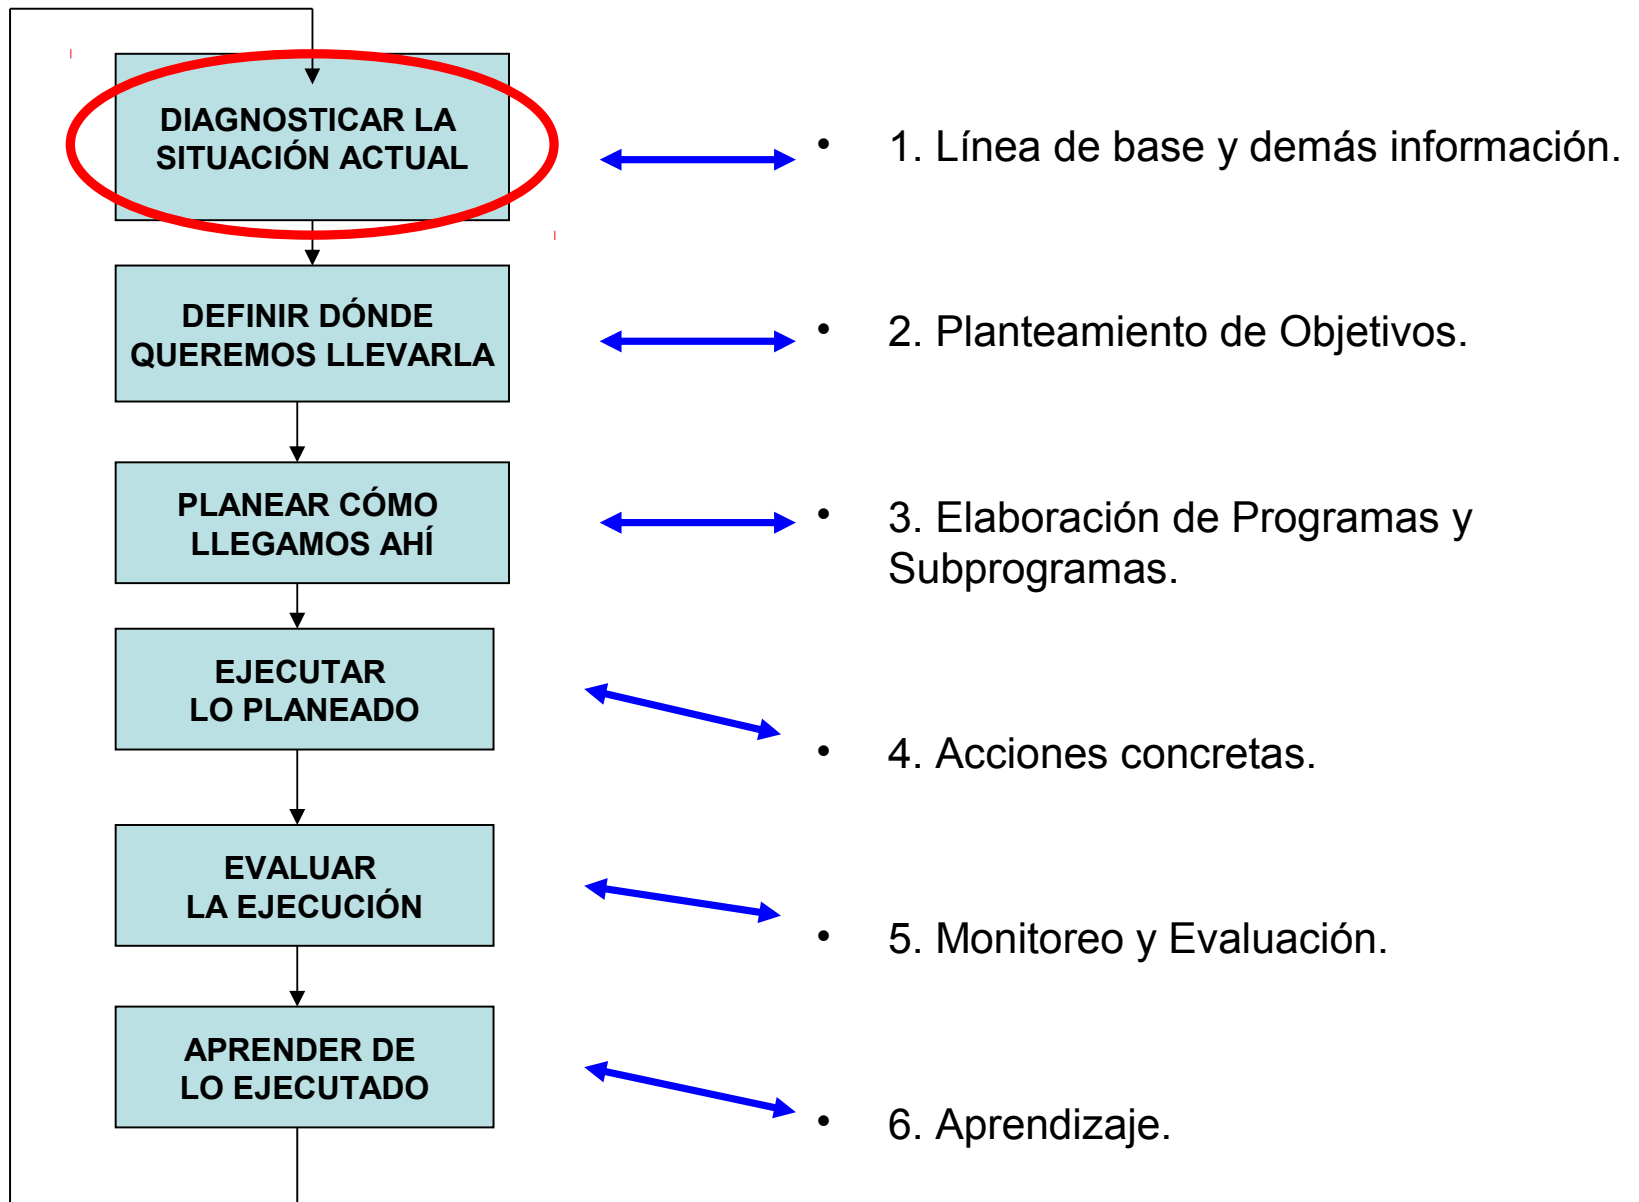 DIAGNOSTICAR LA
SITUACIÓN ACTUAL
• 1. Línea de base y demás información.
DEFINIR DÓNDE
QUEREMOS LLEVARLA
• 2. Planteamiento de Objetivos.
PLANEAR CÓMO
LLEGAMOS AHÍ
• 3. Elaboración de Programas y
Subprogramas.
EJECUTAR
LO PLANEADO
• 4. Acciones concretas.
EVALUAR
LA EJECUCIÓN
• 5. Monitoreo y Evaluación.
APRENDER DE
LO EJECUTADO
• 6. Aprendizaje.